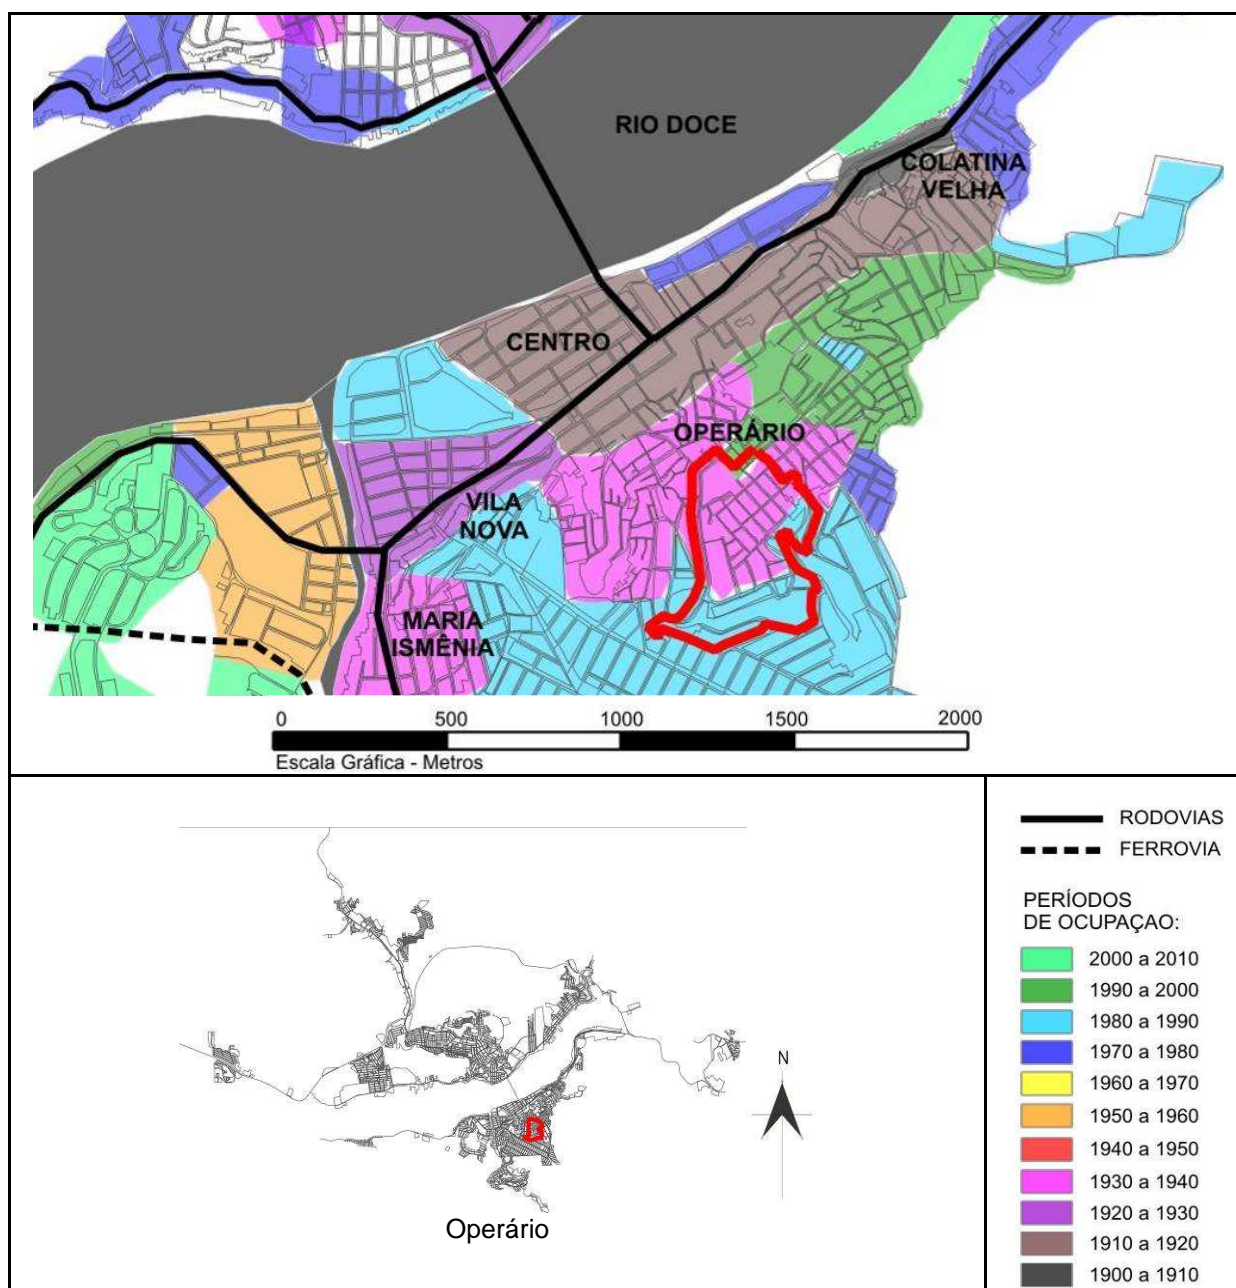 RIO DOCE
COLATINA
VELHA
CENTRO
OPERÁRIO
VILA
NOVA
MARIA
ISMÊNIA
0 500 1000 1500 2000
Escala Gráfica - Metros
Operário
N
RODOVIAS
FERROVIA
PERÍODOS
DE OCUPAÇAO:
2000 a 2010
1990 a 2000
1980 a 1990
1970 a 1980
1960 a 1970
1950 a 1960
1940 a 1950
1930 a 1940
1920 a 1930
1910 a 1920
1900 a 1910